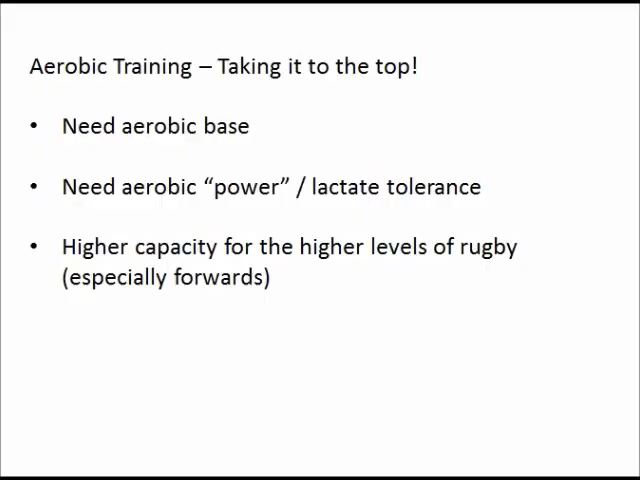 Aerobic Training – Taking it to the top!
• Need aerobic base
• Need aerobic “power” / lactate tolerance
• Higher capacity for the higher levels of rugby
(especially forwards)